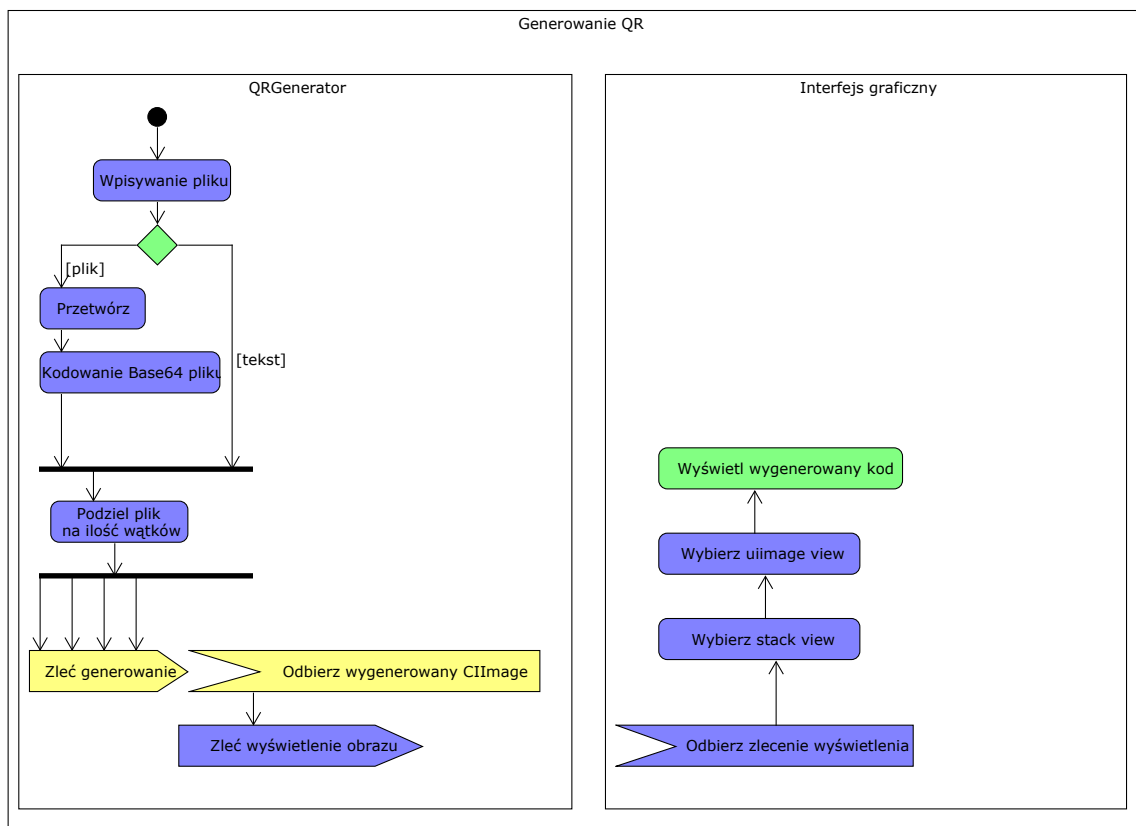 Generowanie QR
QRGenerator
Wpisywanie pliku
[plik]
Przetwórz
[tekst]
Kodowanie Base64 pliku
Podziel plik
na ilość wątków
Zleć generowanie
Odbierz wygenerowany CIImage
Zleć wyświetlenie obrazu
Interfejs graficzny
Wyświetl wygenerowany kod
Wybierz uiimage view
Wybierz stack view
Odbierz zlecenie wyświetlenia